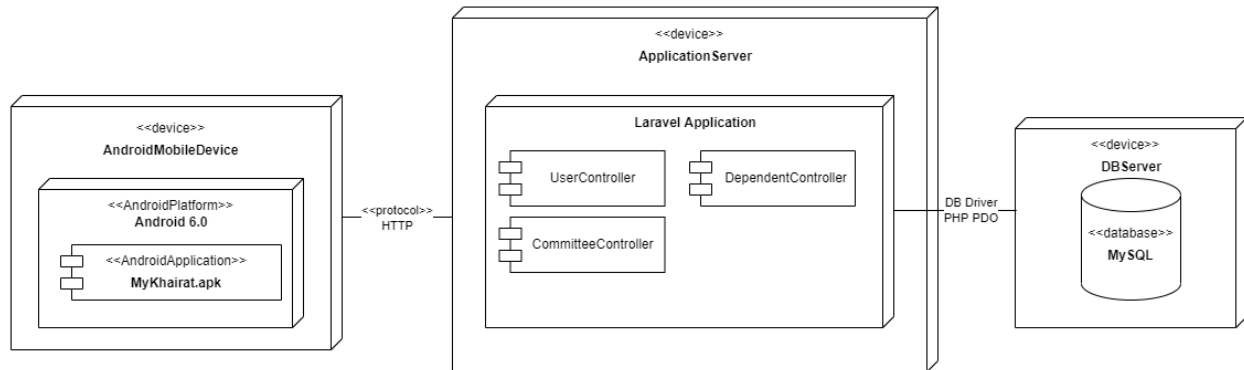 <<device>>
AndroidMobileDevice
<<AndroidPlatform>>
Android 6.0
<<AndroidApplication>>
MyKhairat.apk
<<protocol>>
HTTP
<<device>>
ApplicationServer
Laravel Application
UserController
DependentController
CommitteeController
DB Driver
PHP PDO
<<device>>
DBServer
<<database>>
MySQL